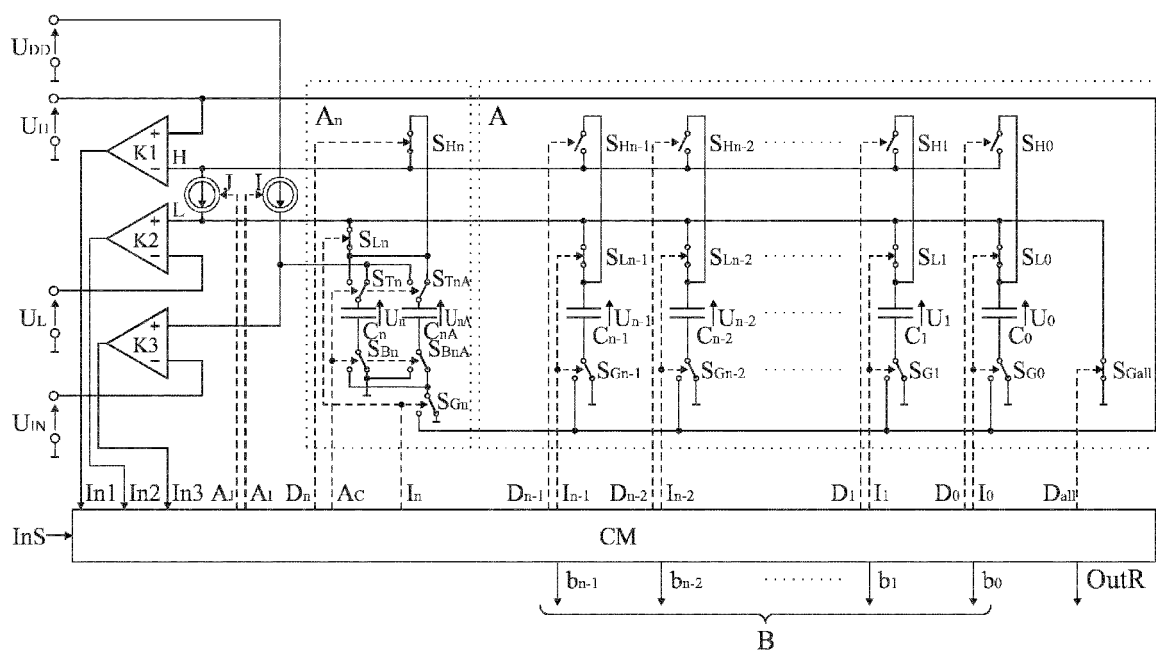 UDD
UH
An
A
K1
+
−
H
SHn
SHn-1
SHn-2
SH1
SH0
J
I
L
K2
+
−
SLn
SLn-1
SLn-2
SL1
SL0
STn
STnA
UL
K3
+
−
Un
UnA
Cn
CnA
Un-1
Cn-1
Un-2
Cn-2
U1
C1
U0
C0
SBn
SBnA
SGn
SGn-1
SGn-2
SG1
SG0
SGall
UIN
In1
In2
In3
AJ
AI
Dn
AC
In
Dn-1
In-1
Dn-2
In-2
D1
I1
D0
I0
Dall
InS
CM
bn-1
bn-2
b1
b0
OutR
B